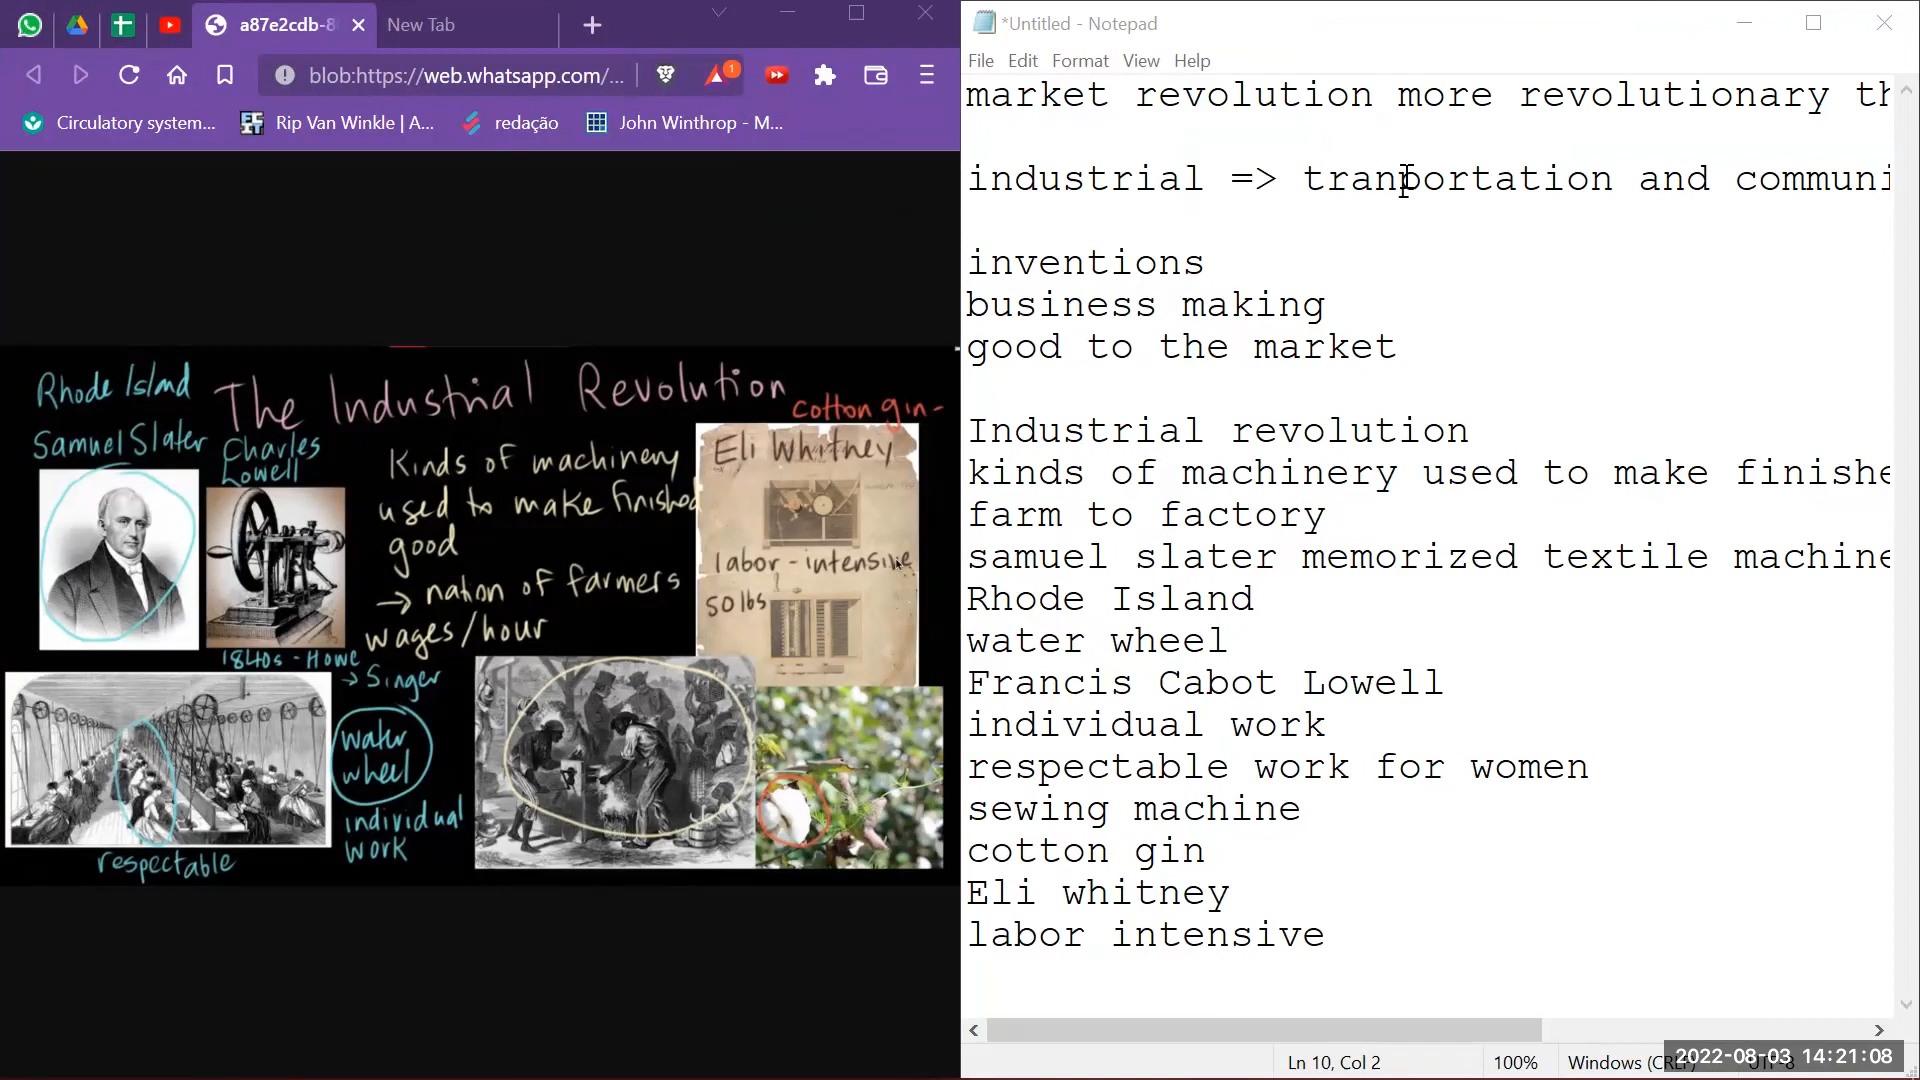 a87e2cdb-8
New Tab
blob:https://web.whatsapp.com/...
1
Circulatory system...
Rip Van Winkle | A...
redação
John Winthrop - M...
Rhode Island
The Industrial Revolution
cotton gin-
Samuel Slater
Charles
Lowell
Kinds of machinery
used to make finished
good
→ nation of farmers
wages/hour
Eli Whitney
labor-intensive
50 lbs
1840s - Howe
→ Singer
water
wheel
individual
work
respectable
*Untitled - Notepad
File Edit Format View Help
market revolution more revolutionary th
industrial => tranportation and communi
inventions
business making
good to the market
Industrial revolution
kinds of machinery used to make finishe
farm to factory
samuel slater memorized textile machine
Rhode Island
water wheel
Francis Cabot Lowell
individual work
respectable work for women
sewing machine
cotton gin
Eli whitney
labor intensive
Ln 10, Col 2 100% Windows (CRLF)
2022-08-03 14:21:08